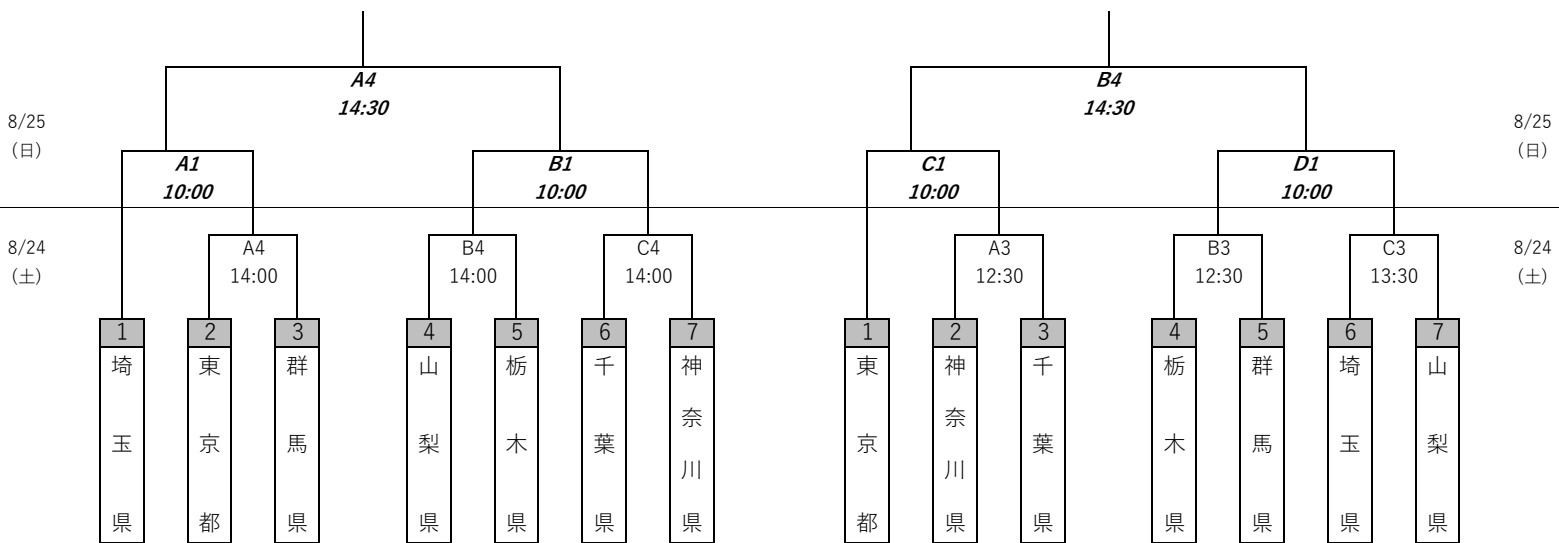 A4
14:30
B4
14:30
8/25
(日)
8/25
(日)
A1
10:00
B1
10:00
C1
10:00
D1
10:00
8/24
(土)
8/24
(土)
A4
14:00
B4
14:00
C4
14:00
A3
12:30
B3
12:30
C3
13:30
1
埼玉県
2
東京都
3
群馬県
4
山梨県
5
栃木県
6
千葉県
7
神奈川県
1
東京都
2
神奈川県
3
千葉県
4
栃木県
5
群馬県
6
埼玉県
7
山梨県